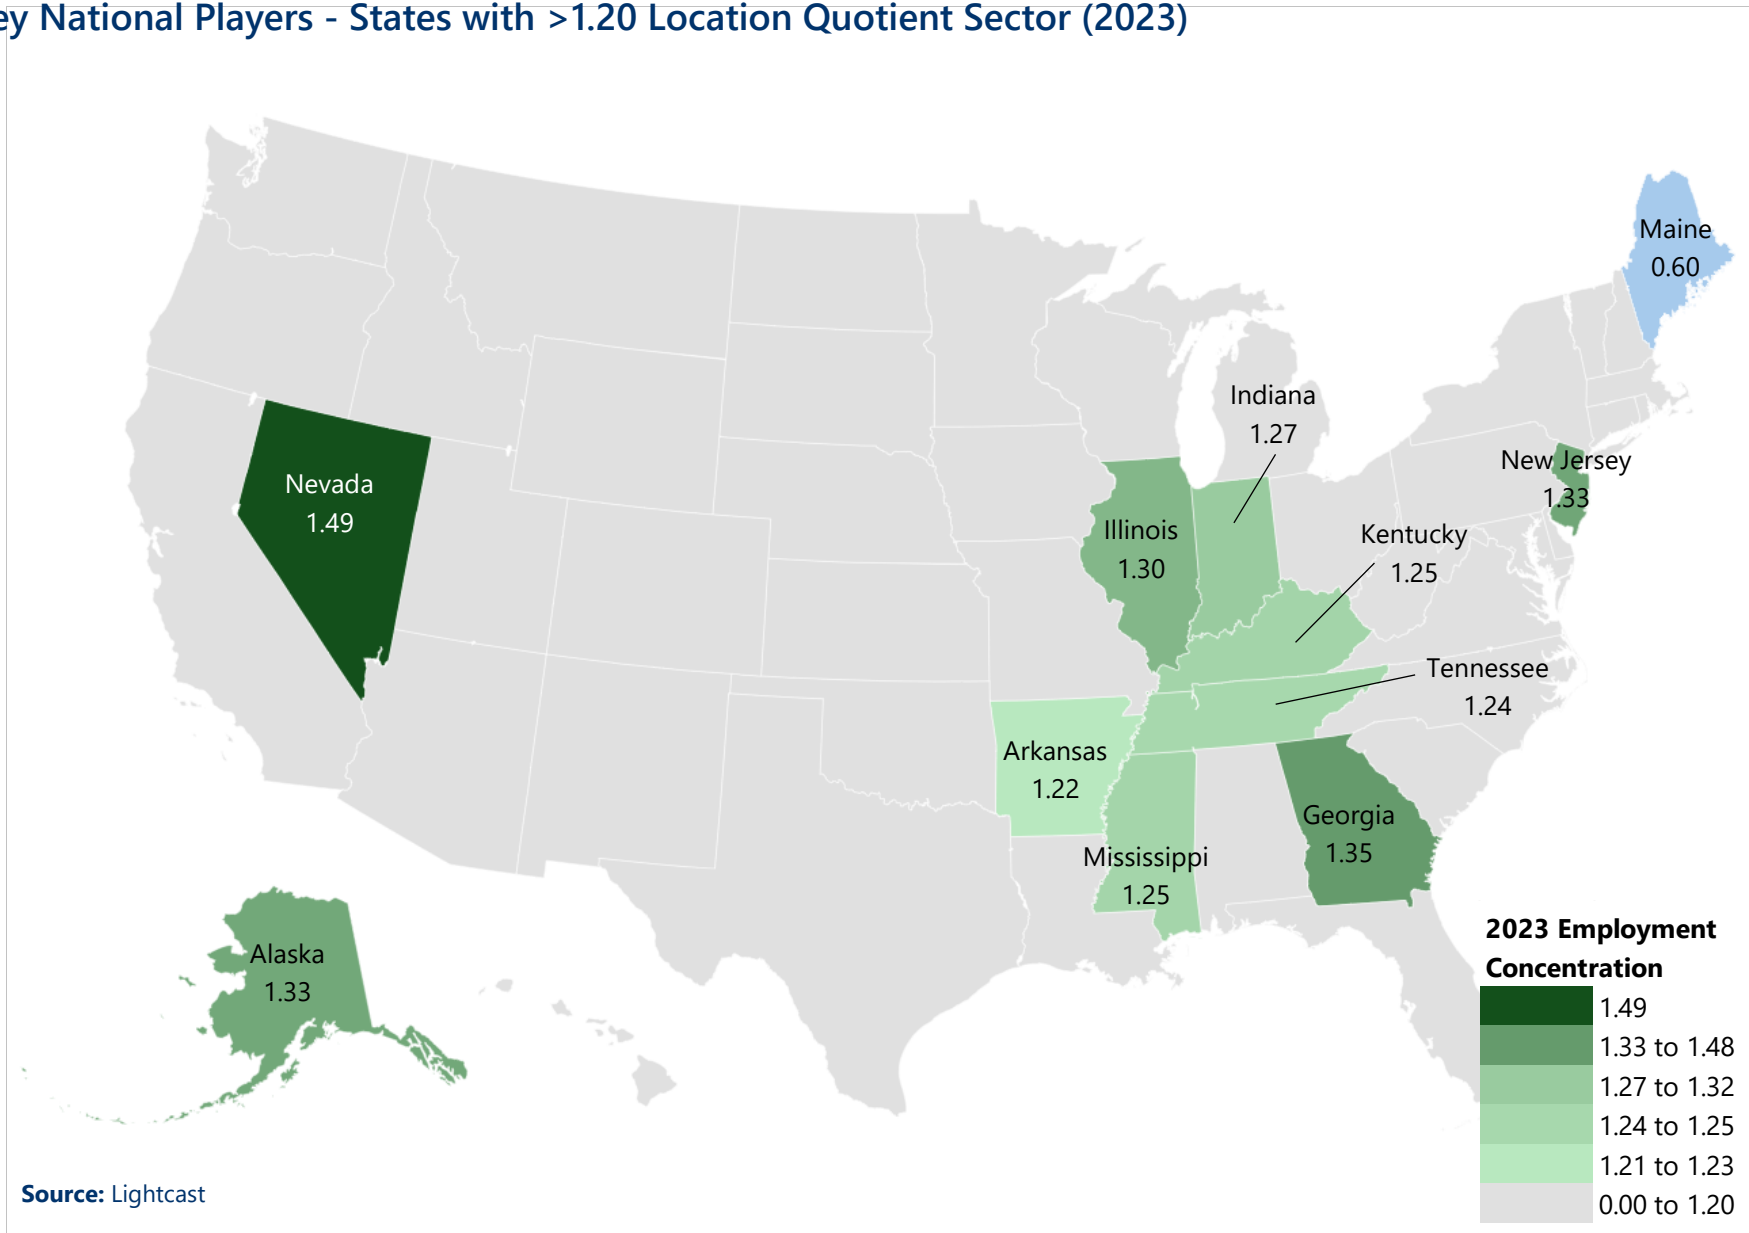 ey National Players - States with >1.20 Location Quotient Sector (2023)
Maine
0.60
Indiana
1.27
New Jersey
1.33
Nevada
1.49
Illinois
1.30
Kentucky
1.25
Tennessee
1.24
Arkansas
1.22
Georgia
1.35
Mississippi
1.25
Alaska
1.33
2023 Employment
Concentration
1.49
1.33 to 1.48
1.27 to 1.32
1.24 to 1.25
1.21 to 1.23
0.00 to 1.20
Source: Lightcast